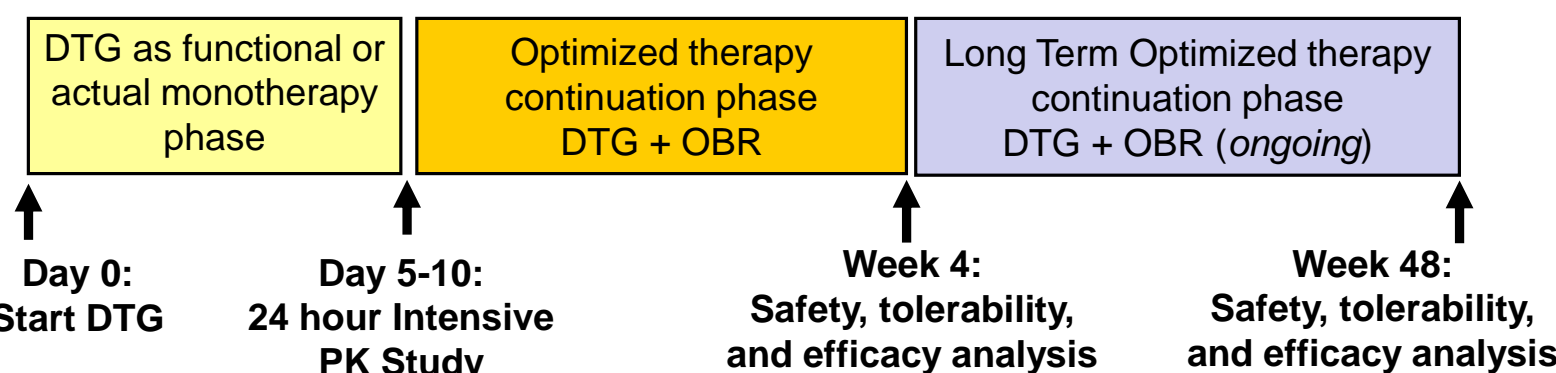 DTG as functional or
actual monotherapy
phase
Optimized therapy
continuation phase
DTG + OBR
Long Term Optimized therapy
continuation phase
DTG + OBR (ongoing)
Day 0:
Start DTG
Day 5-10:
24 hour Intensive
PK Study
Week 4:
Safety, tolerability,
and efficacy analysis
Week 48:
Safety, tolerability,
and efficacy analysis